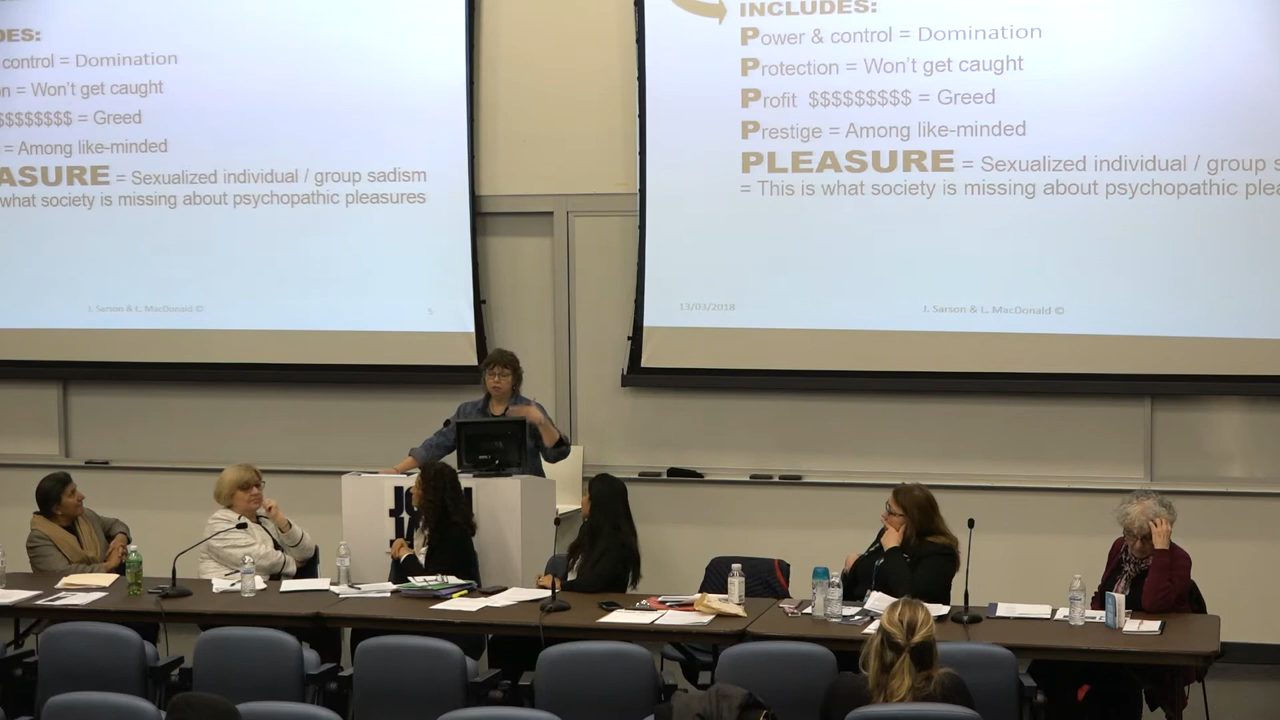 DES:
control = Domination
n = Won't get caught
$$$$$$$$ = Greed
= Among like-minded
ASURE = Sexualized individual / group sadism
what society is missing about psychopathic pleasures
J. Sarson & L. MacDonald ©
5
INCLUDES:
Power & control = Domination
Protection = Won't get caught
Profit $$$$$$$$$ = Greed
Prestige = Among like-minded
PLEASURE = Sexualized individual / group s
= This is what society is missing about psychopathic plea
13/03/2018
J. Sarson & L. MacDonald ©